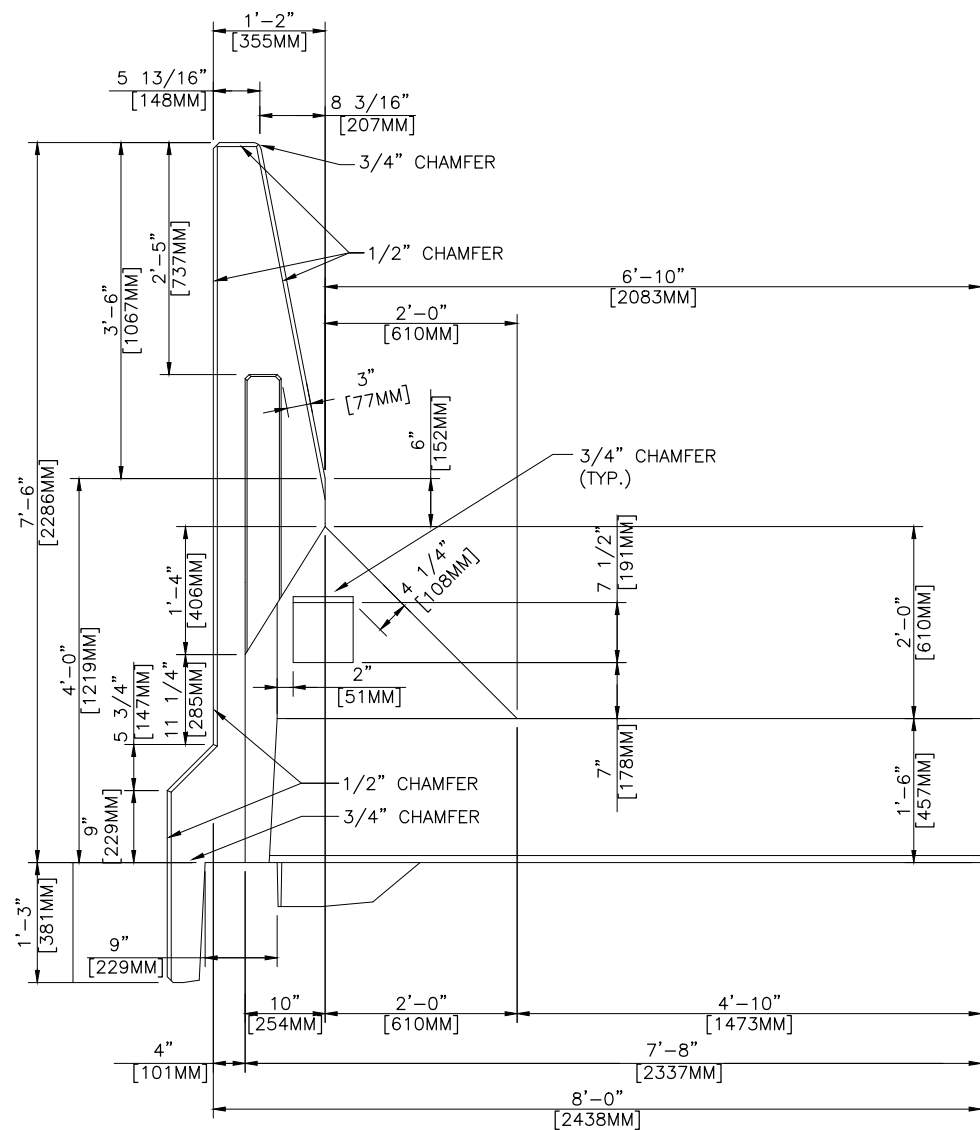 1'-2"
[355MM]
5 13/16"
[148MM]
8 3/16"
[207MM]
3/4" CHAMFER
1/2" CHAMFER
2'-5"
[737MM]
3'-6"
[1067MM]
6'-10"
[2083MM]
2'-0"
[610MM]
3"
[77MM]
6"
[152MM]
3/4" CHAMFER
(TYP.)
7'-6"
[2286MM]
7 1/2"
[191MM]
4 1/4"
[108MM]
1'-4"
[406MM]
2'-0"
[610MM]
4'-0"
[1219MM]
5 3/4"
[147MM]
11 1/4"
[285MM]
2"
[51MM]
7"
[178MM]
1'-6"
[457MM]
1/2" CHAMFER
3/4" CHAMFER
9"
[229MM]
1'-3"
[381MM]
9"
[229MM]
10"
[254MM]
2'-0"
[610MM]
4'-10"
[1473MM]
4"
[101MM]
7'-8"
[2337MM]
8'-0"
[2438MM]